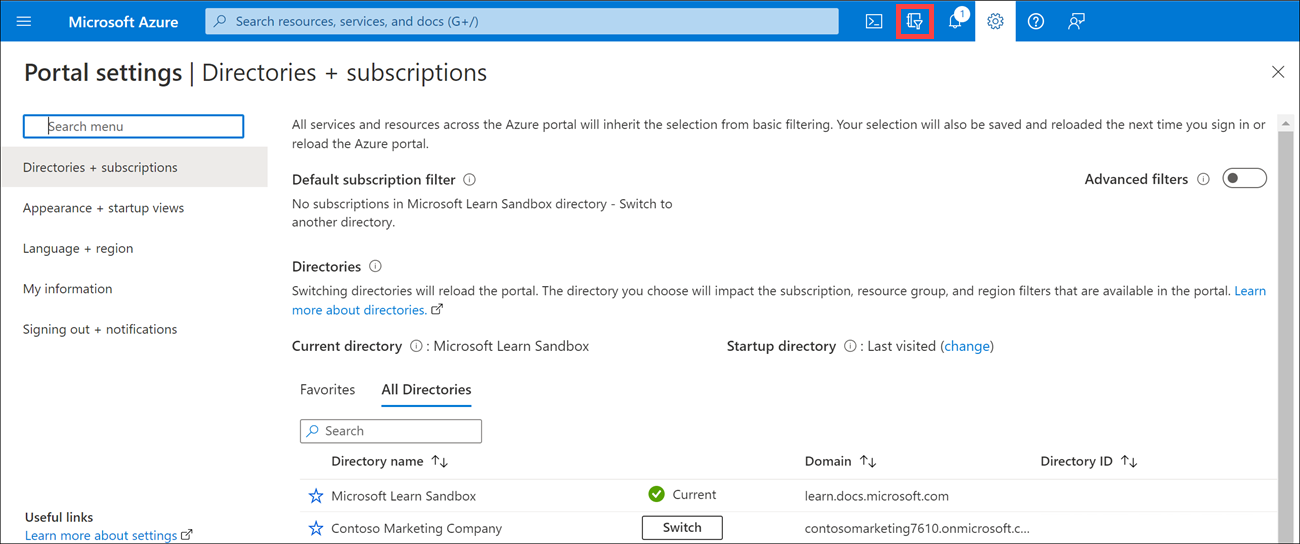 Microsoft Azure
Search resources, services, and docs (G+/)
1
Portal settings | Directories + subscriptions
Search menu
Directories + subscriptions
Appearance + startup views
Language + region
My information
Signing out + notifications
Useful links
Learn more about settings
All services and resources across the Azure portal will inherit the selection from basic filtering. Your selection will also be saved and reloaded the next time you sign in or
reload the Azure portal.
Default subscription filter
Advanced filters
No subscriptions in Microsoft Learn Sandbox directory - Switch to
another directory.
Directories
Switching directories will reload the portal. The directory you choose will impact the subscription, resource group, and region filters that are available in the portal. Learn
more about directories.
Current directory : Microsoft Learn Sandbox
Startup directory : Last visited (change)
Favorites
All Directories
Search
Directory name
Domain
Directory ID
Microsoft Learn Sandbox
Current
learn.docs.microsoft.com
Contoso Marketing Company
Switch
contosomarketing7610.onmicrosoft.c...